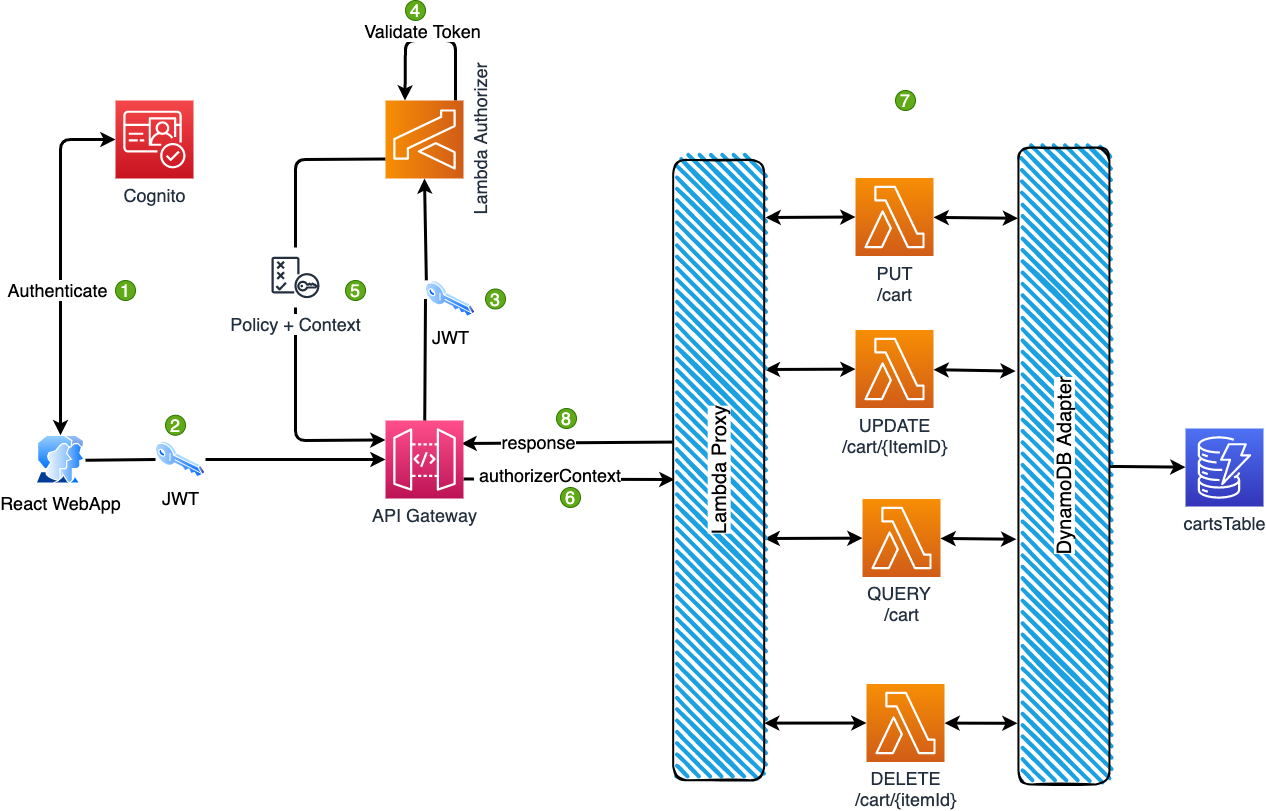 4
Validate Token
Lambda Authorizer
Cognito
Authenticate 1
Policy + Context
5
3
JWT
2
React WebApp
JWT
API Gateway
8
response
authorizerContext
6
Lambda Proxy
7
PUT
/cart
UPDATE
/cart/{ItemID}
QUERY
/cart
DELETE
/cart/{itemId}
DynamoDB Adapter
cartsTable